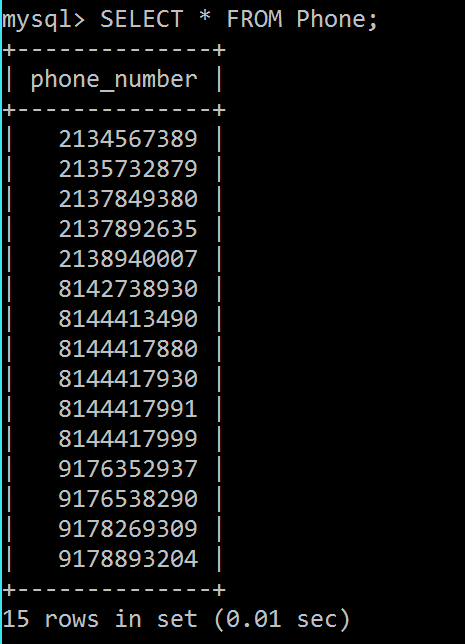 mysql> SELECT * FROM Phone;
+--------------+
| phone_number |
+--------------+
|   2134567389 |
|   2135732879 |
|   2137849380 |
|   2137892635 |
|   2138940007 |
|   8142738930 |
|   8144413490 |
|   8144417880 |
|   8144417930 |
|   8144417991 |
|   8144417999 |
|   9176352937 |
|   9176538290 |
|   9178269309 |
|   9178893204 |
+--------------+
15 rows in set (0.01 sec)